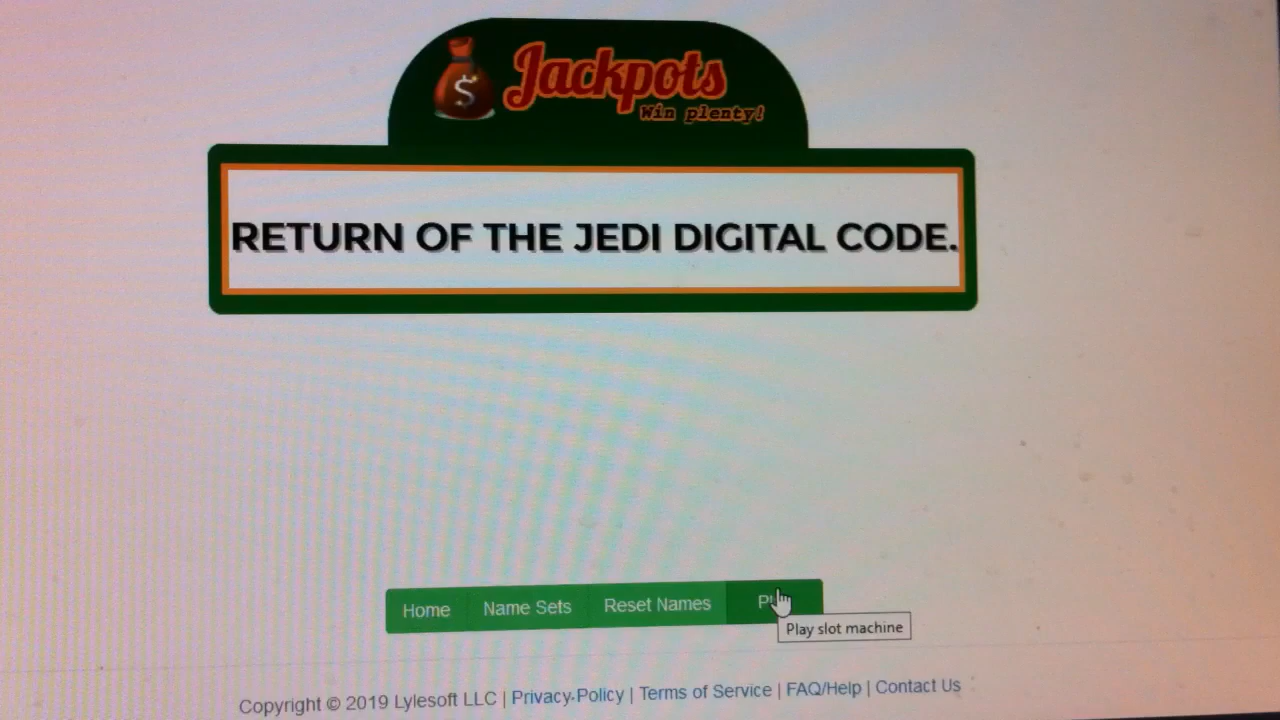 $
Jackpots
Win plenty!
RETURN OF THE JEDI DIGITAL CODE.
Home Name Sets Reset Names
Play slot machine
Copyright © 2019 Lylesoft LLC | Privacy Policy | Terms of Service | FAQ/Help | Contact Us